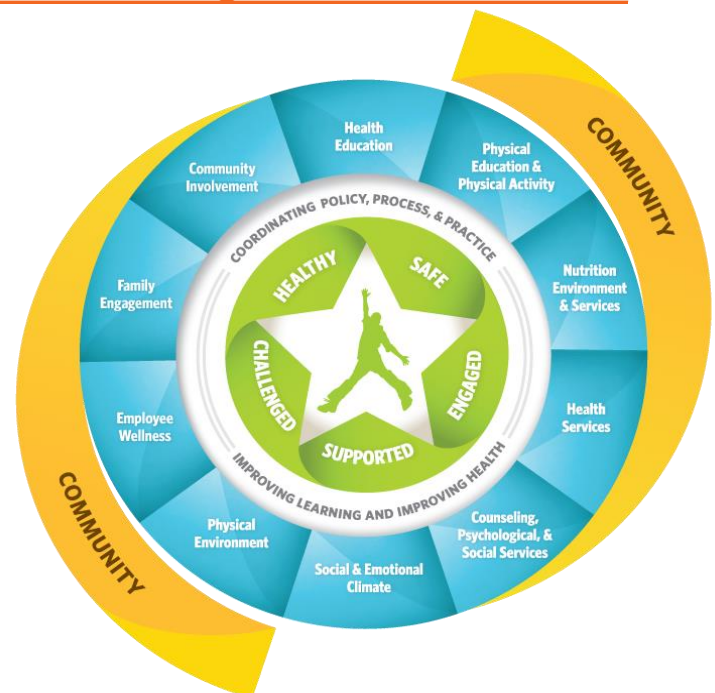 COMMUNITY
Health
Education
Physical
Education &
Physical Activity
Nutrition
Environment
& Services
Health
Services
Counseling,
Psychological, &
Social Services
Social & Emotional
Climate
Physical
Environment
Employee
Wellness
Family
Engagement
Community
Involvement
COORDINATING POLICY, PROCESS, & PRACTICE
IMPROVING LEARNING AND IMPROVING HEALTH
HEALTHY
SAFE
ENGAGED
SUPPORTED
CHALLENGED
COMMUNITY